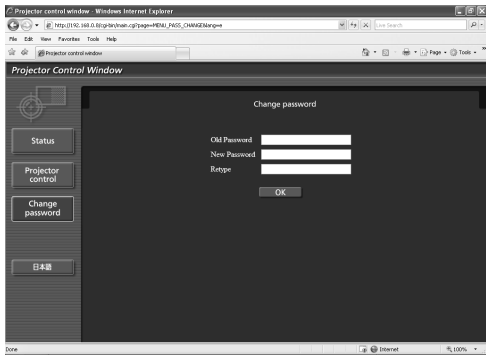 Projector control window - Windows Internet Explorer
http://192.168.0.8/cgi-bin/main.cgi?page=MENU_PASS_CHANGE&lang=e
Live Search
File Edit View Favorites Tools Help
Projector control window
Page Tools
Projector Control Window
Change password
Status
Old Password
New Password
Retype
OK
Projector
control
Change
password
日本語
Done
Internet
100%